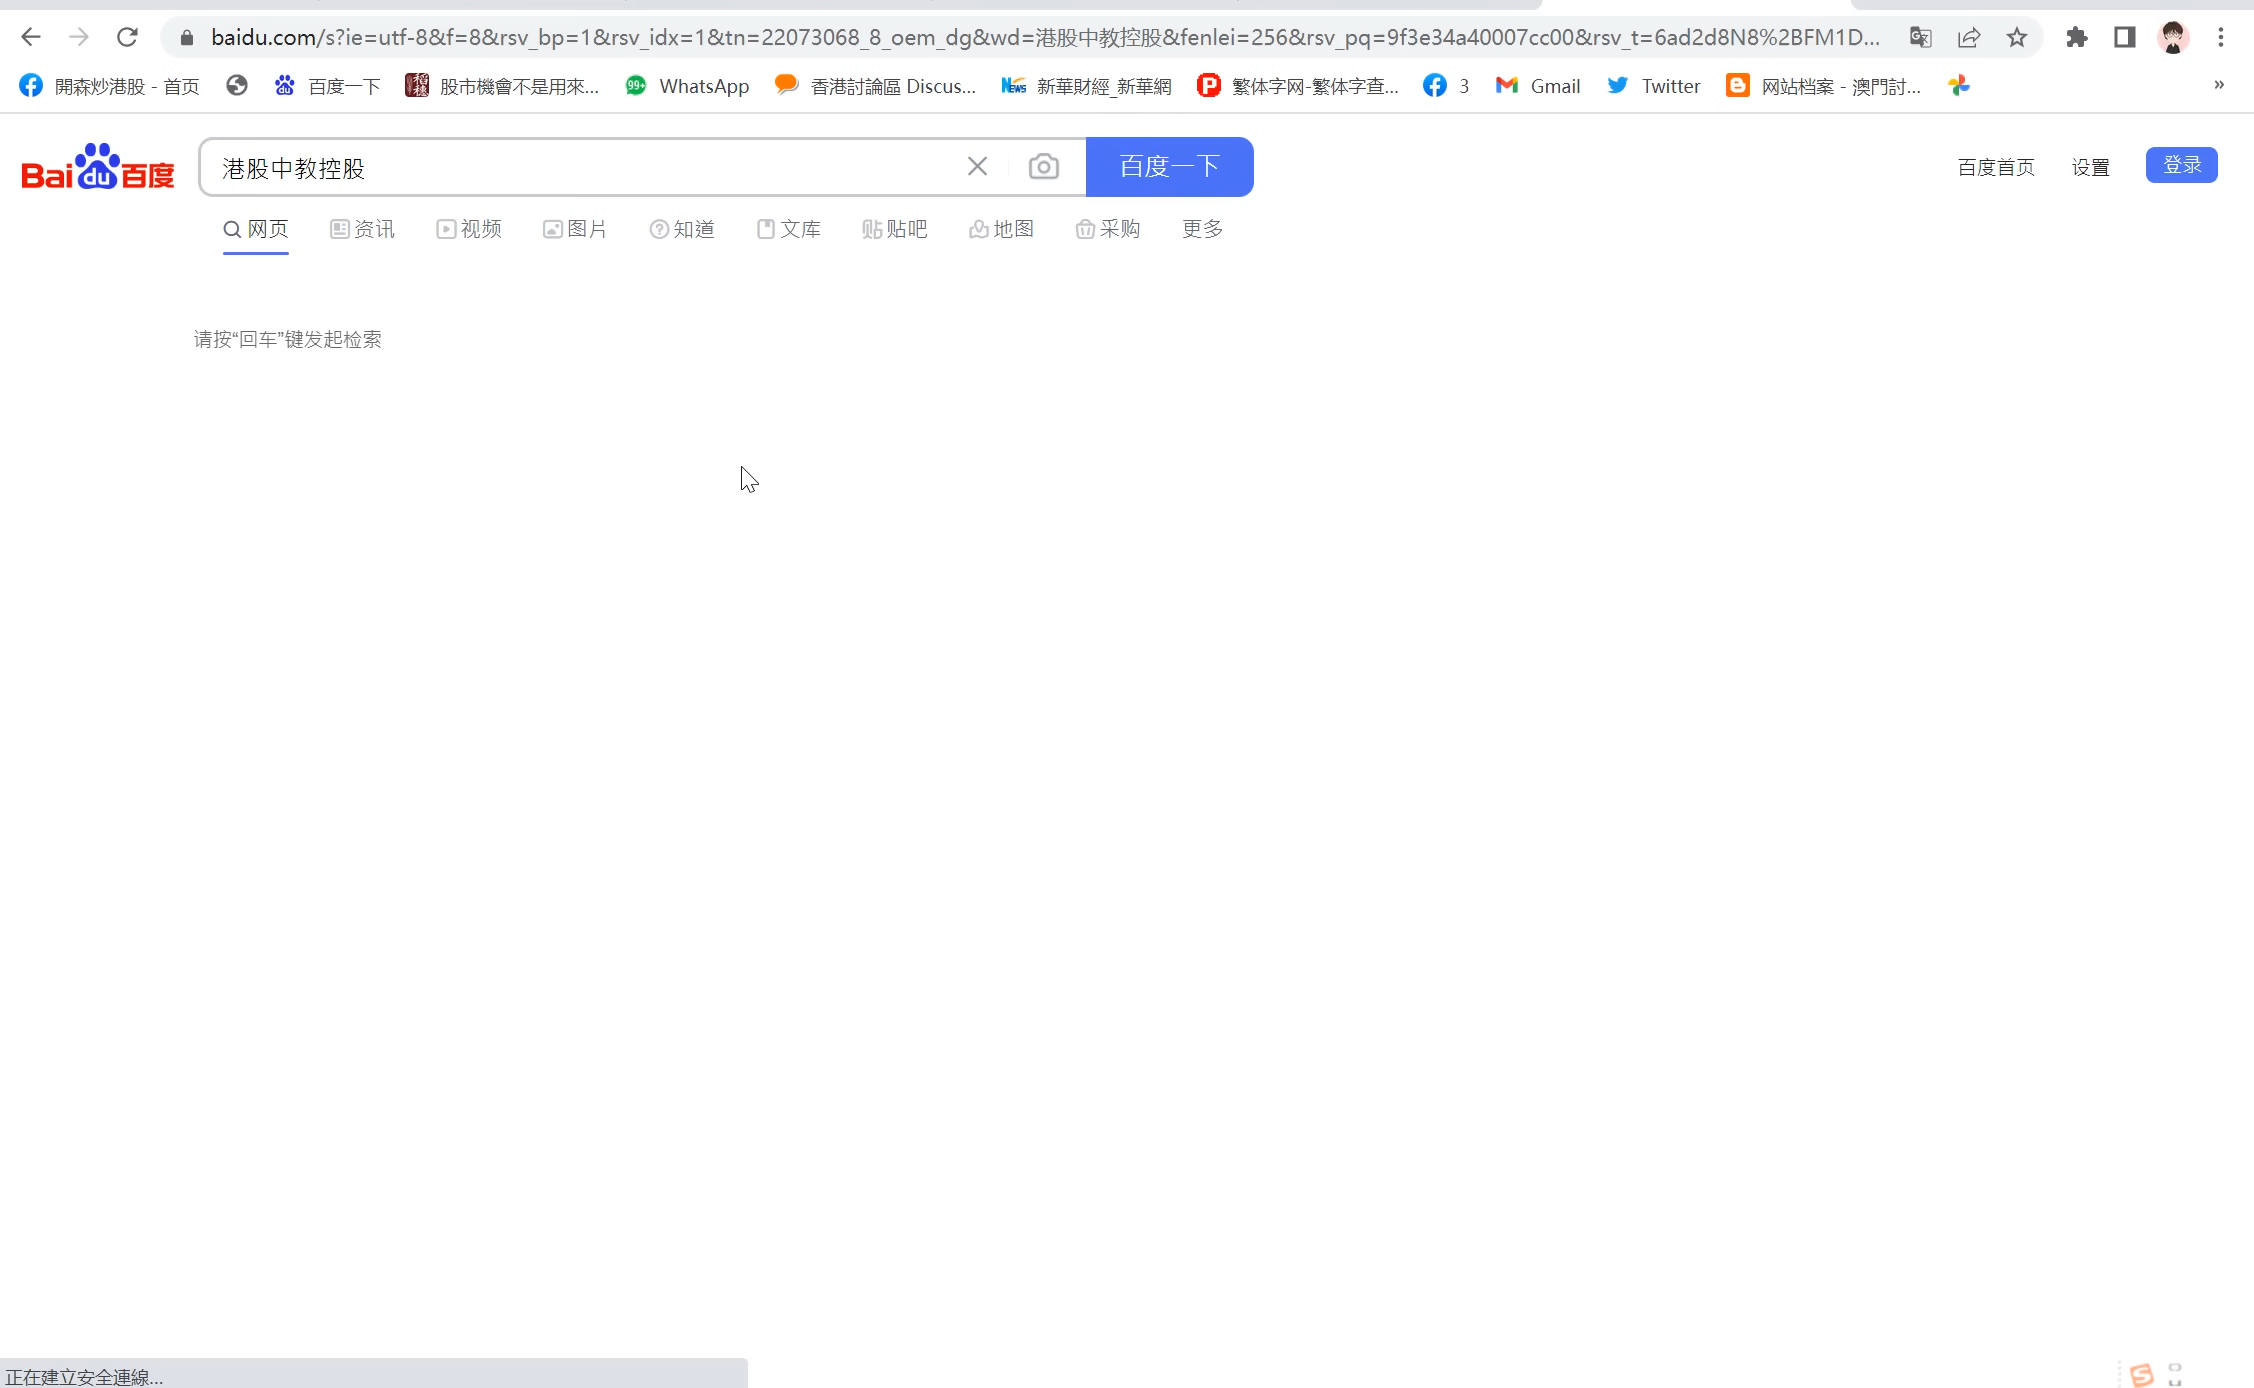 baidu.com/s?ie=utf-8&f=8&rsv_bp=1&rsv_idx=1&tn=22073068_8_oem_dg&wd=港股中教控股&fenlei=256&rsv_pq=9f3e34a40007cc00&rsv_t=6ad2d8N8%2BFM1D...
開森炒港股 - 首页 百度一下 股市機會不是用來... 99+ WhatsApp 香港討論區 Discus... News 新華財經_新華網 繁体字网-繁体字查... 3 Gmail Twitter 网站档案 - 澳門討... »
Bai du 百度 港股中教控股 百度一下 百度首页 设置 登录
网页 资讯 视频 图片 知道 文库 贴吧 地图 采购 更多
请按“回车”键发起检索
正在建立安全連線...